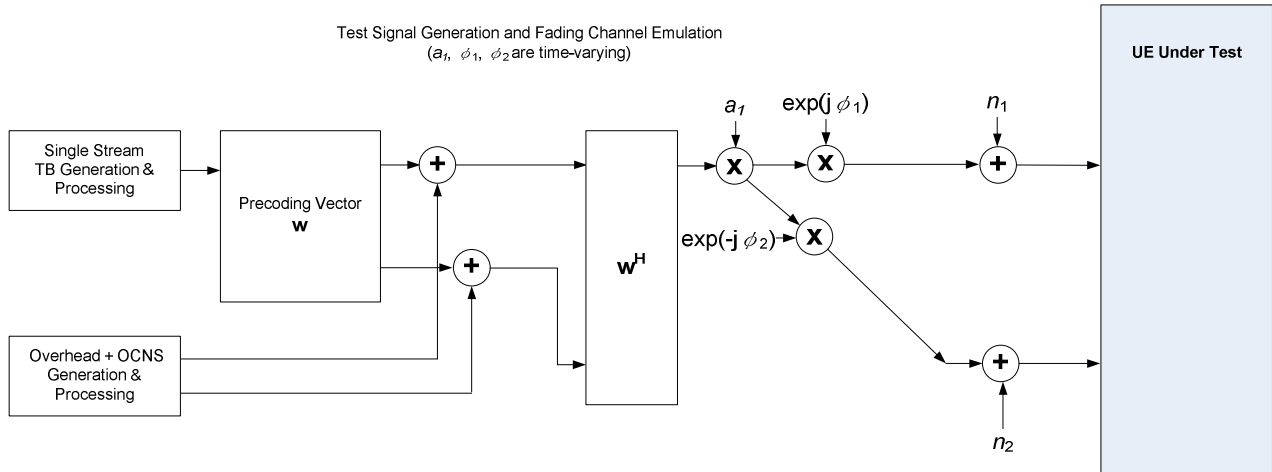 Test Signal Generation and Fading Channel Emulation
(a₁, ϕ₁, ϕ₂ are time-varying)
UE Under Test
a₁
exp(j ϕ₁)
n₁
Single Stream
TB Generation &
Processing
+
x
x
+
Precoding Vector
w
exp(-j ϕ₂)
x
+
wᴴ
Overhead + OCNS
Generation &
Processing
+
n₂